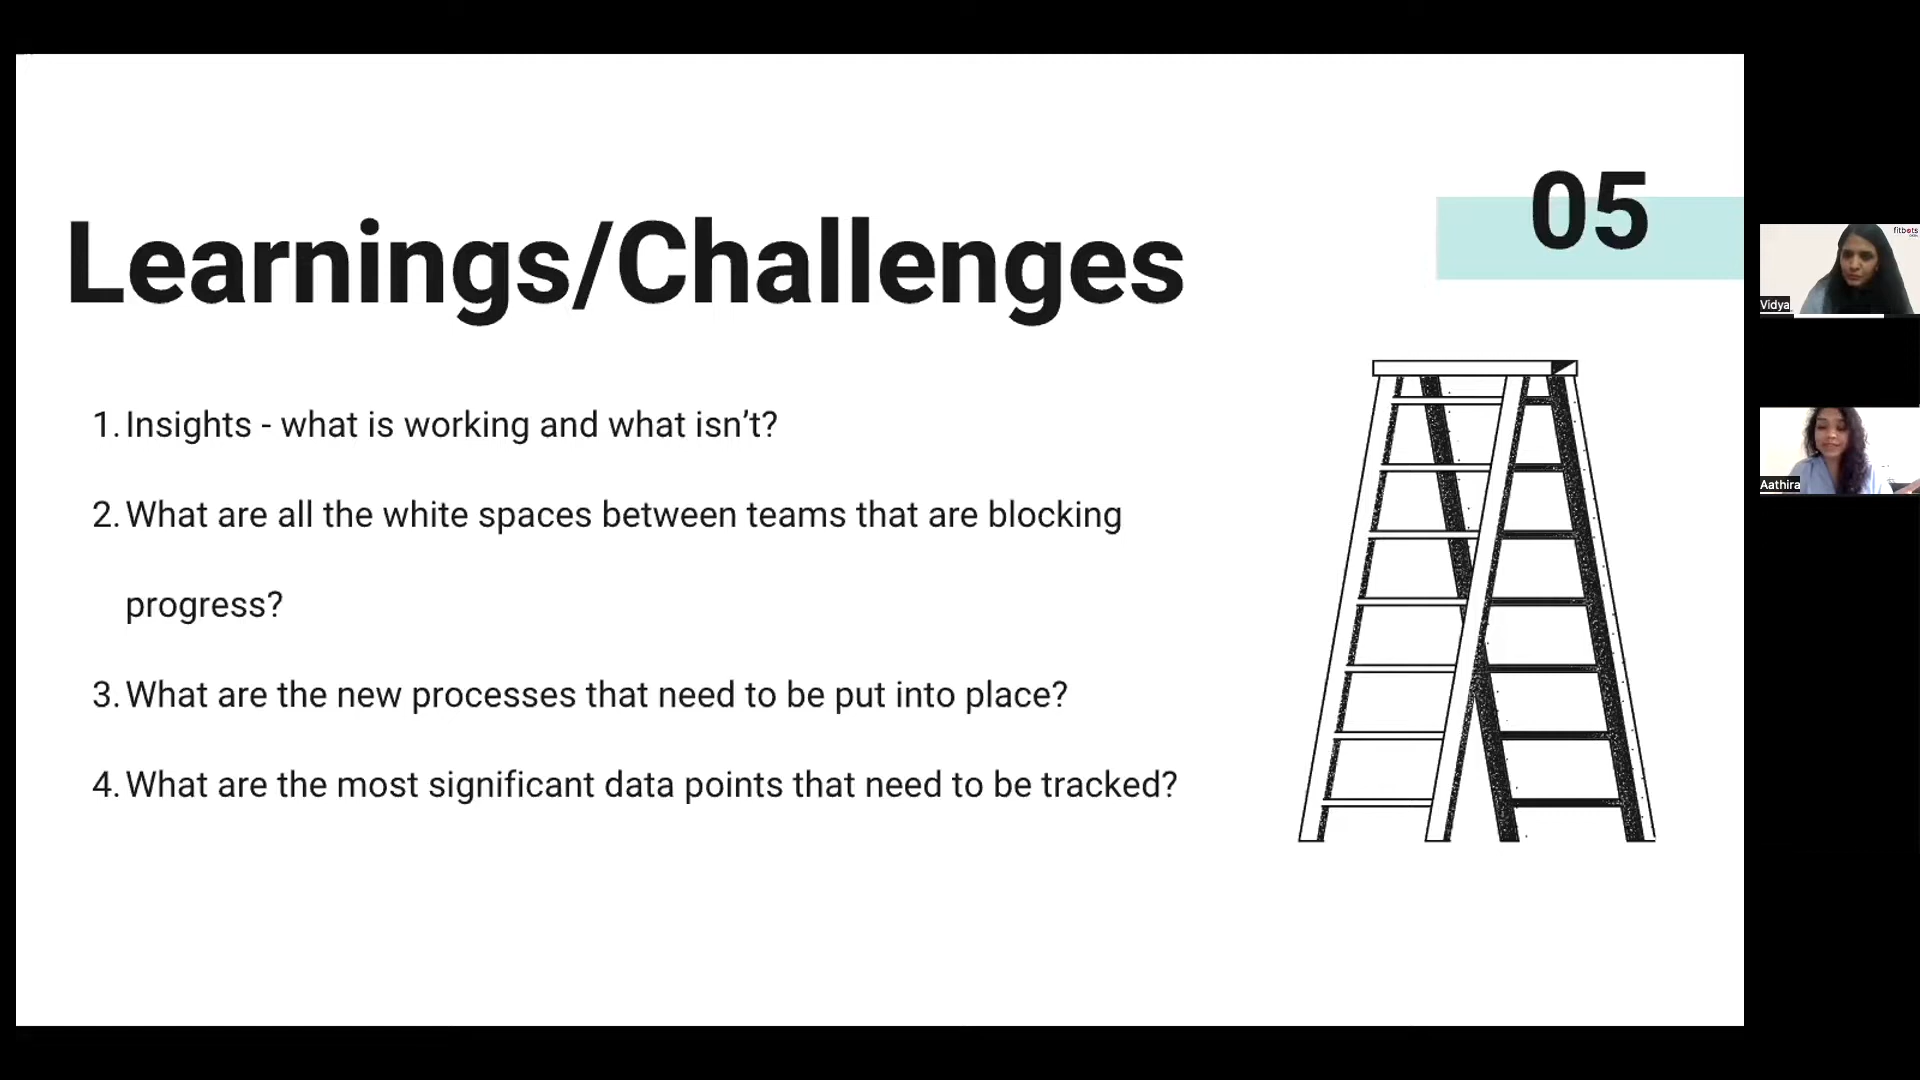 05
Learnings/Challenges
1. Insights - what is working and what isn’t?
2. What are all the white spaces between teams that are blocking
progress?
3. What are the new processes that need to be put into place?
4. What are the most significant data points that need to be tracked?
fitbots
Vidya
Aathira